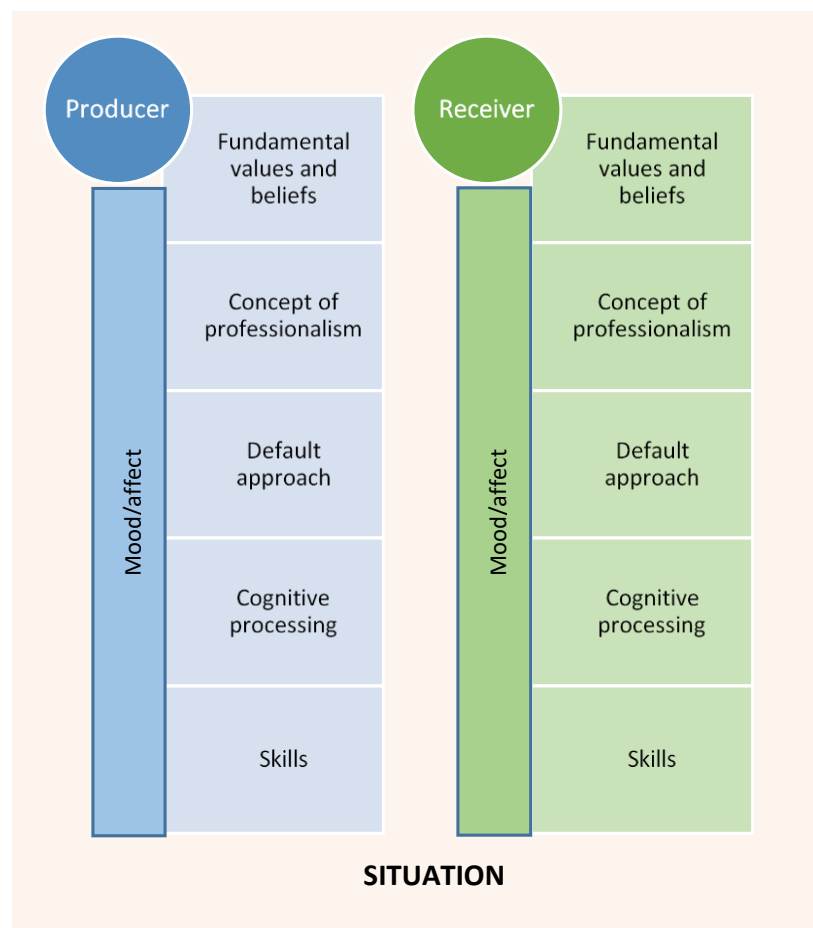 Producer
Fundamental
values and
beliefs
Concept of
professionalism
Default
approach
Cognitive
processing
Skills
Mood/affect
Receiver
Fundamental
values and
beliefs
Concept of
professionalism
Default
approach
Cognitive
processing
Skills
Mood/affect
SITUATION